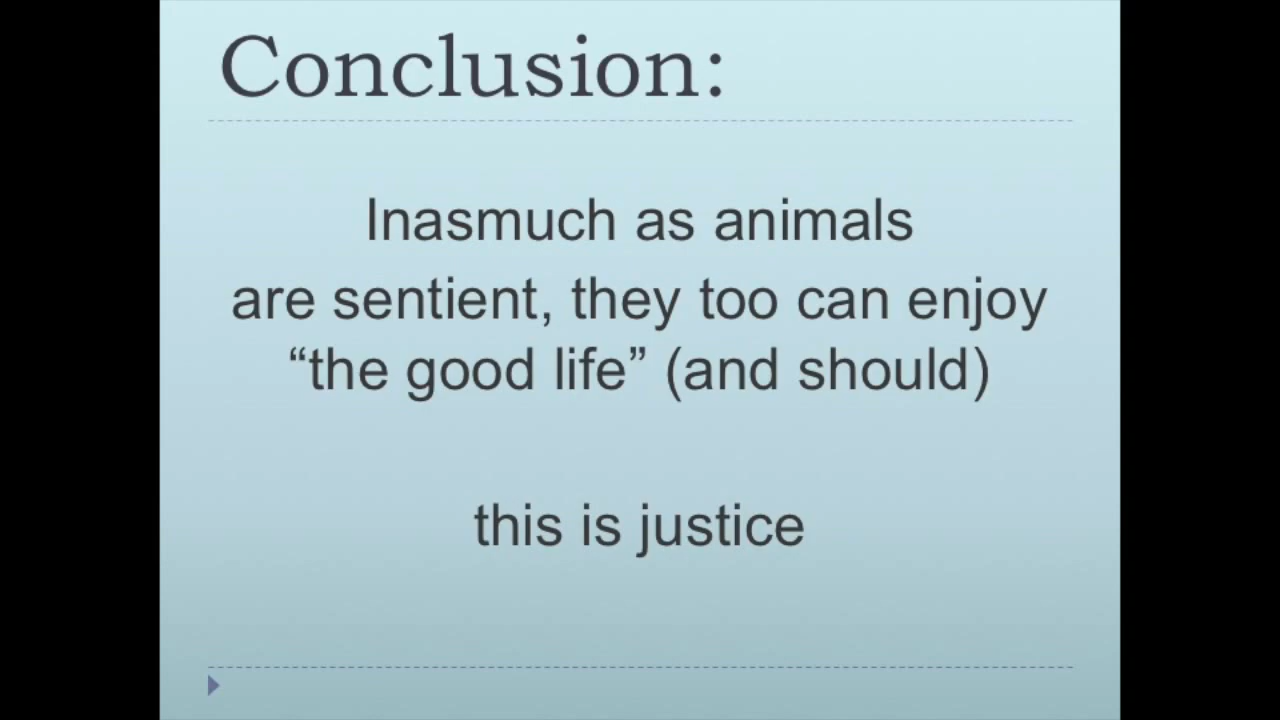 Conclusion:
Inasmuch as animals
are sentient, they too can enjoy
“the good life” (and should)
this is justice